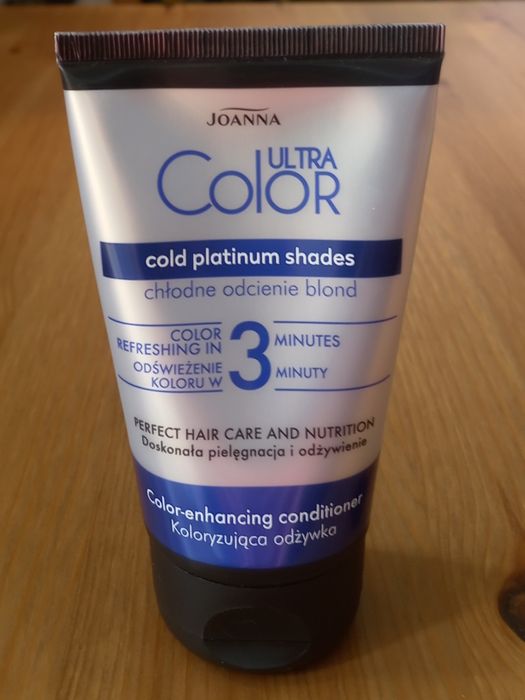 JOANNA
ULTRA
COLOR
cold platinum shades
chłodne odcienie blond
COLOR
REFRESHING IN
ODŚWIEŻENIE
KOLORU W
3
MINUTES
MINUTY
PERFECT HAIR CARE AND NUTRITION
Doskonała pielęgnacja i odżywienie
Color-enhancing conditioner
Koloryzująca odżywka